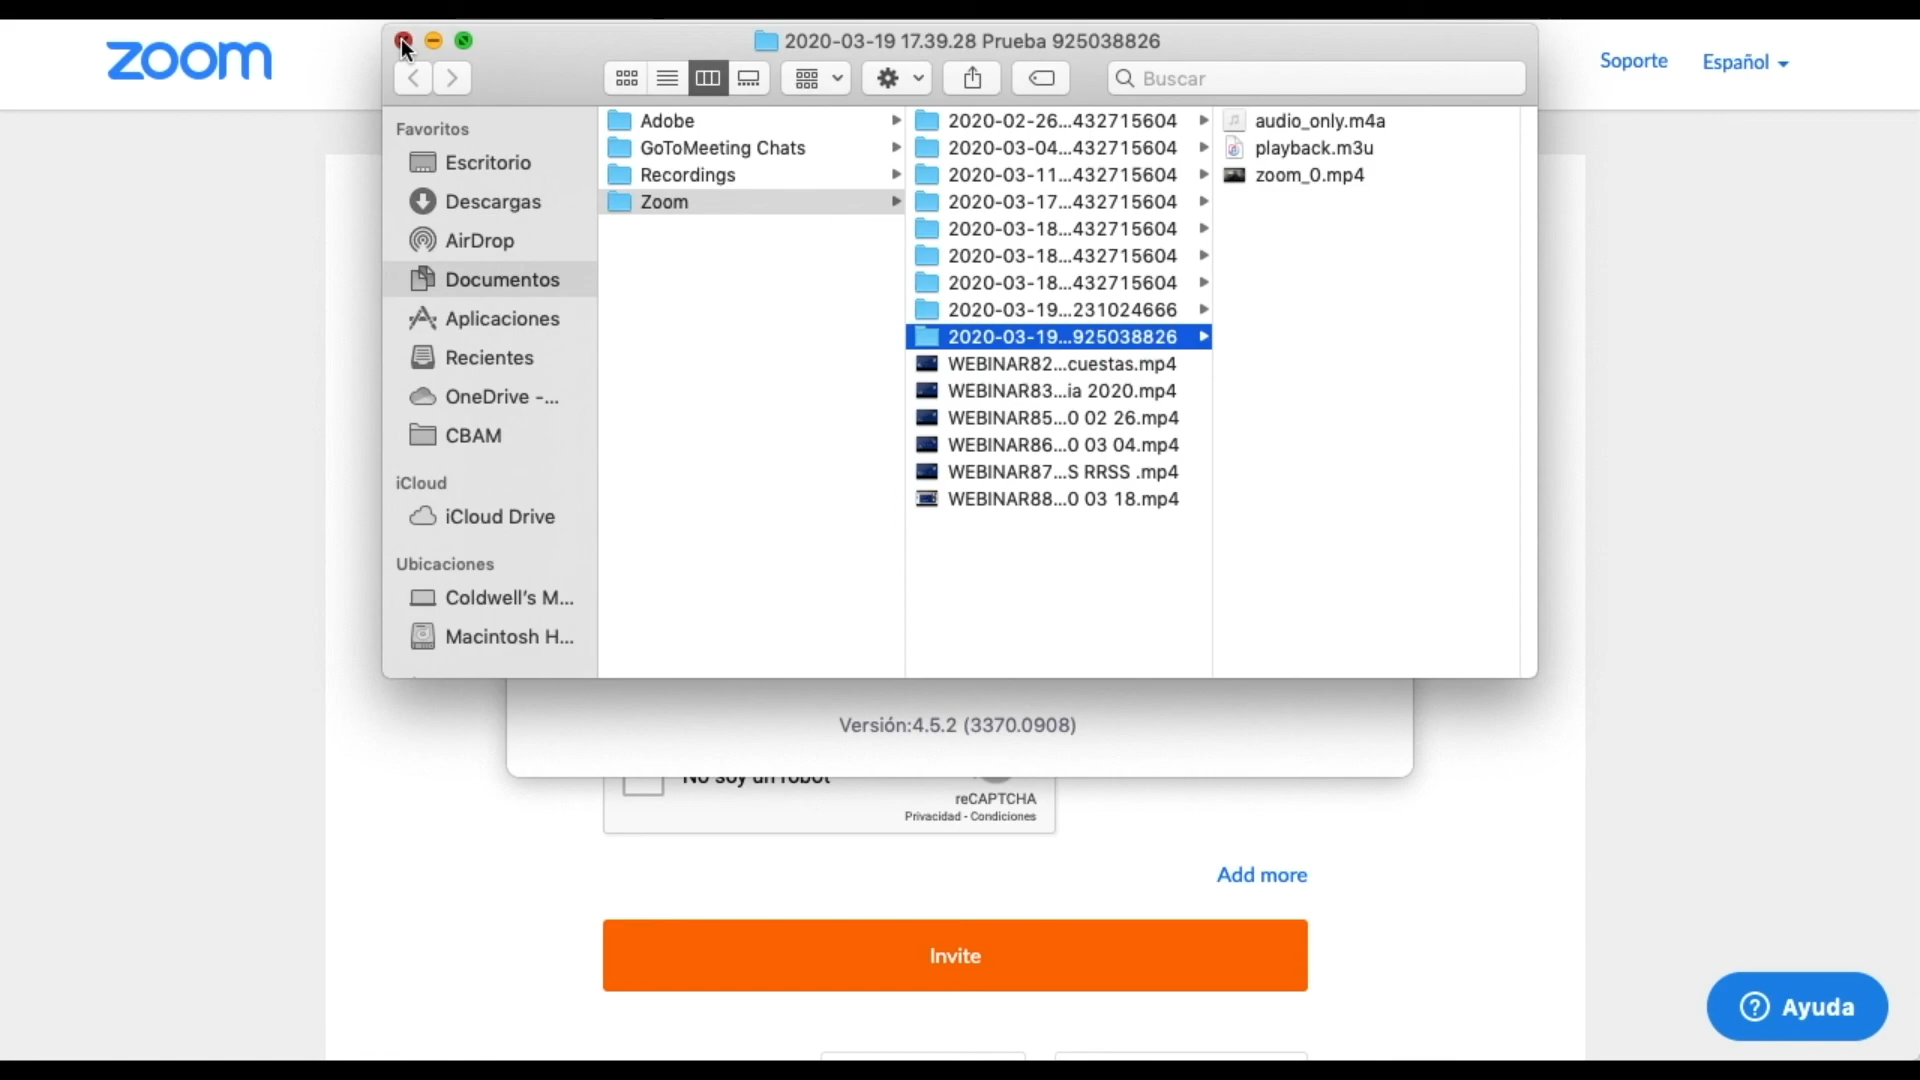 zoom
Soporte
Español
2020-03-19 17.39.28 Prueba 925038826
Buscar
Favoritos
Escritorio
Descargas
AirDrop
Documentos
Aplicaciones
Recientes
OneDrive -...
CBAM
iCloud
iCloud Drive
Ubicaciones
Coldwell's M...
Macintosh H...
Adobe
GoToMeeting Chats
Recordings
Zoom
2020-02-26...432715604
2020-03-04...432715604
2020-03-11...432715604
2020-03-17...432715604
2020-03-18...432715604
2020-03-18...432715604
2020-03-18...432715604
2020-03-19...231024666
2020-03-19...925038826
WEBINAR82...cuestas.mp4
WEBINAR83...ia 2020.mp4
WEBINAR85...0 02 26.mp4
WEBINAR86...0 03 04.mp4
WEBINAR87...S RRSS .mp4
WEBINAR88...0 03 18.mp4
audio_only.m4a
playback.m3u
zoom_0.mp4
Versión:4.5.2 (3370.0908)
No soy un robot
reCAPTCHA
Privacidad - Condiciones
Add more
Invite
Ayuda